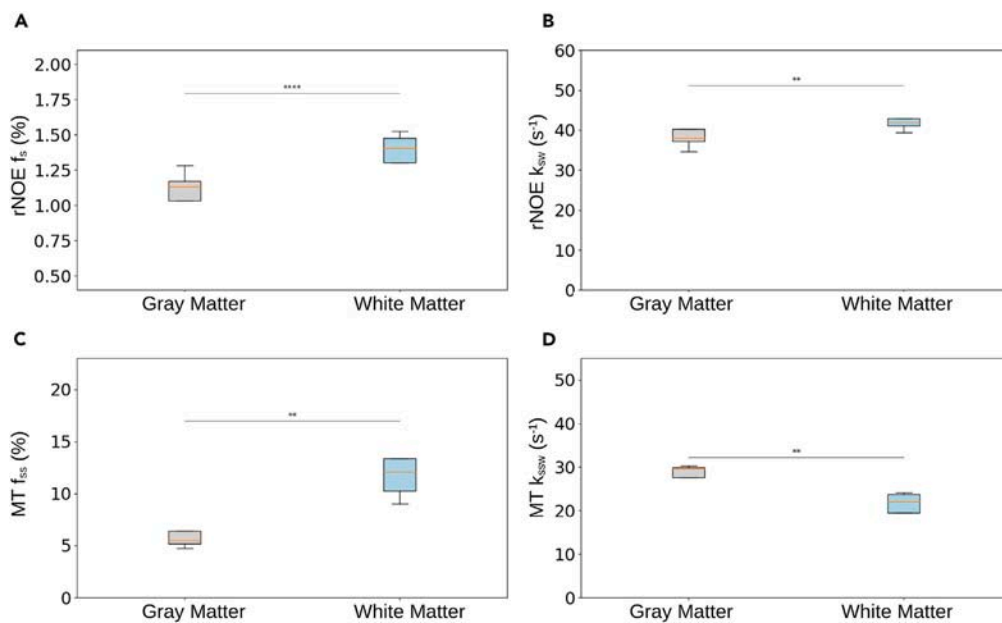 A
rNOE fs (%)
2.00
1.75
1.50
1.25
1.00
0.75
0.50
****
Gray Matter
White Matter
B
rNOE ksw (s-1)
60
50
40
30
20
10
0
**
Gray Matter
White Matter
C
MT fss (%)
20
15
10
5
0
**
Gray Matter
White Matter
D
MT kssw (s-1)
50
40
30
20
10
0
**
Gray Matter
White Matter